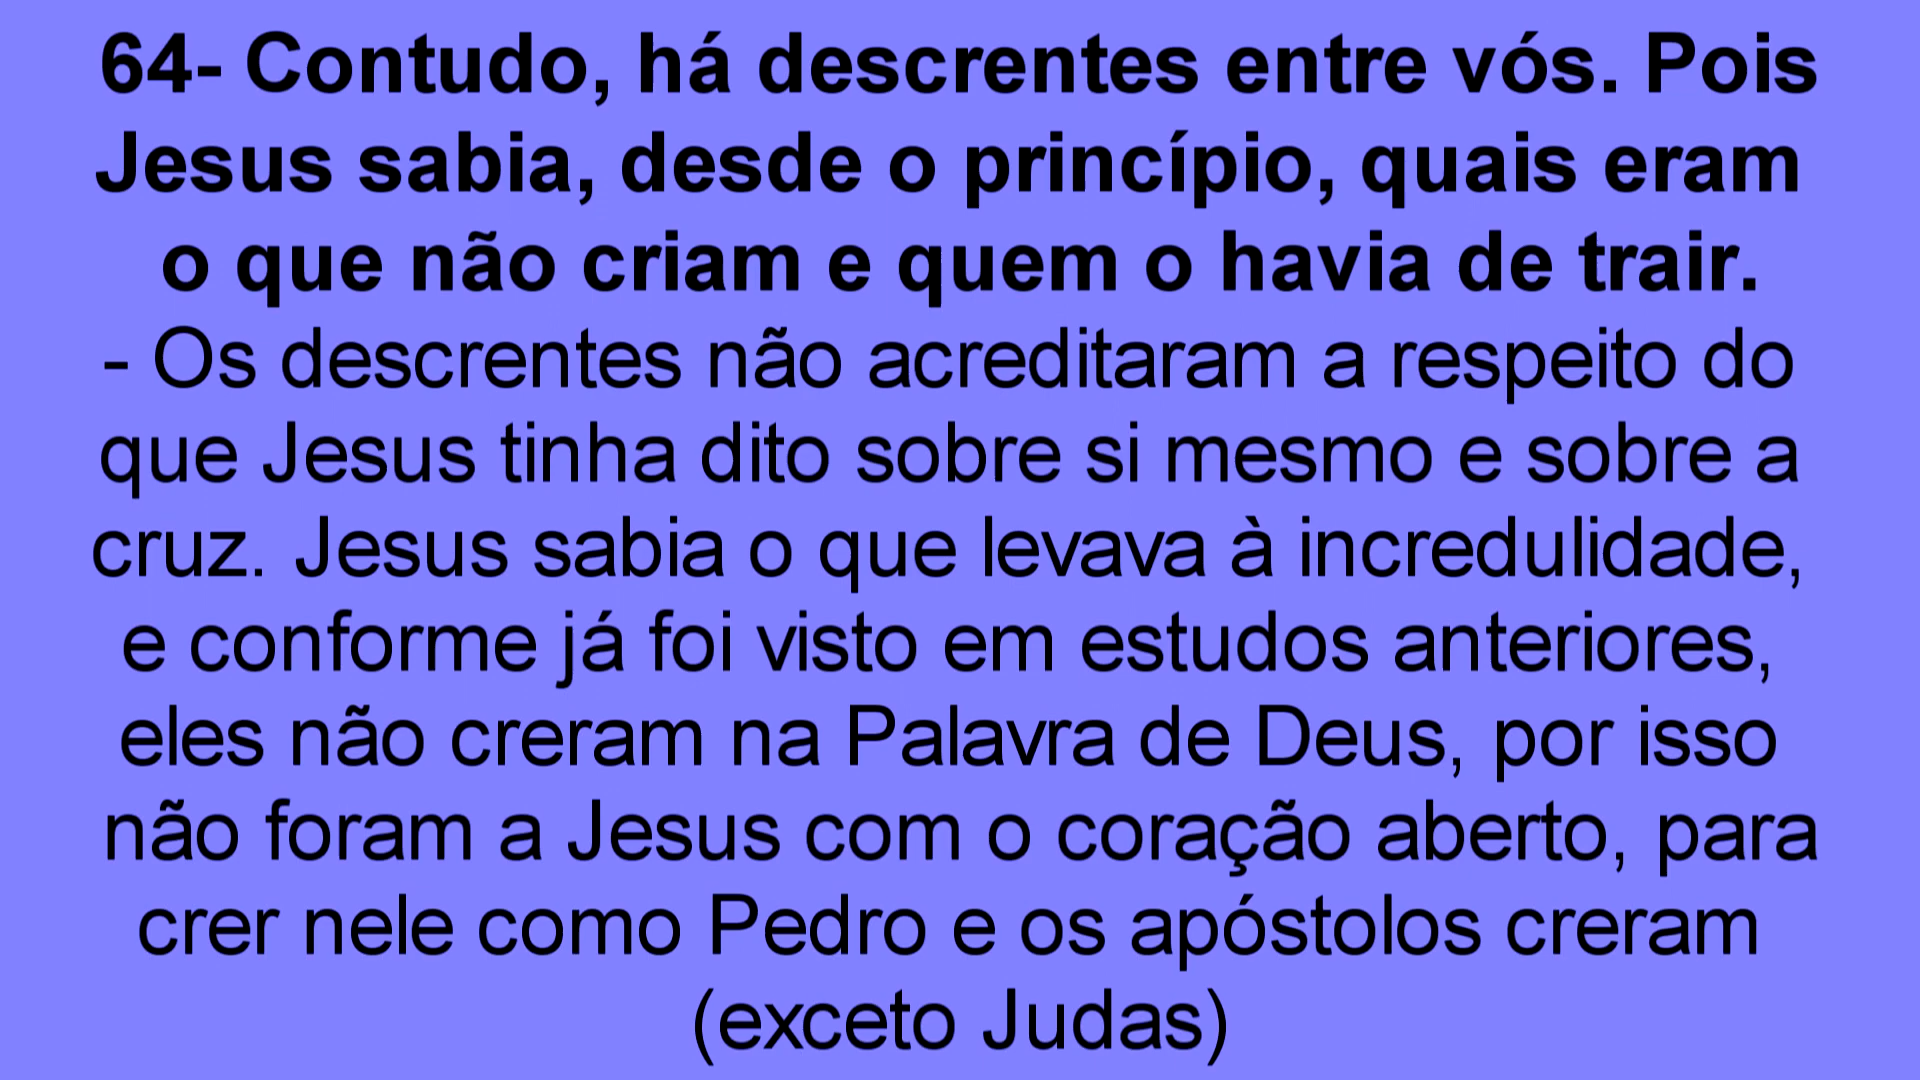 64- Contudo, há descrentes entre vós. Pois
Jesus sabia, desde o princípio, quais eram
o que não criam e quem o havia de trair.
- Os descrentes não acreditaram a respeito do
que Jesus tinha dito sobre si mesmo e sobre a
cruz. Jesus sabia o que levava à incredulidade,
e conforme já foi visto em estudos anteriores,
eles não creram na Palavra de Deus, por isso
não foram a Jesus com o coração aberto, para
crer nele como Pedro e os apóstolos creram
(exceto Judas)